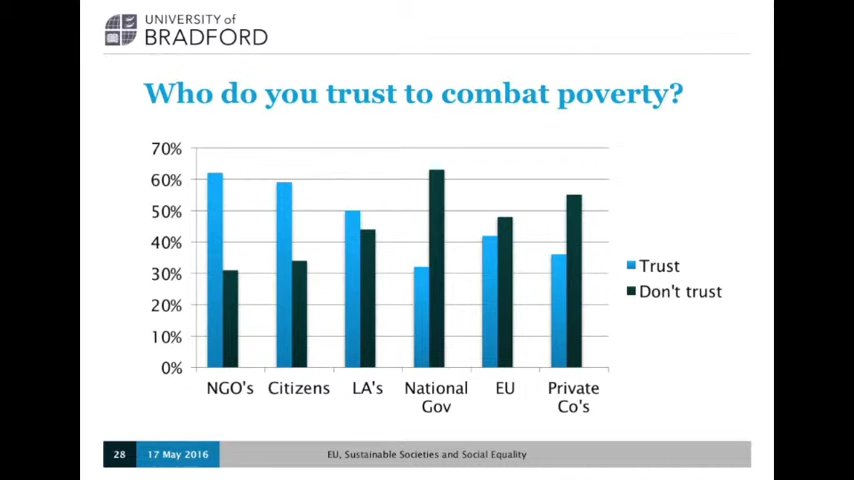 UNIVERSITY of
BRADFORD
Who do you trust to combat poverty?
70%
60%
50%
40%
30%
20%
10%
0%
NGO's Citizens LA's National Gov EU Private Co's
Trust
Don't trust
28 17 May 2016 EU, Sustainable Societies and Social Equality